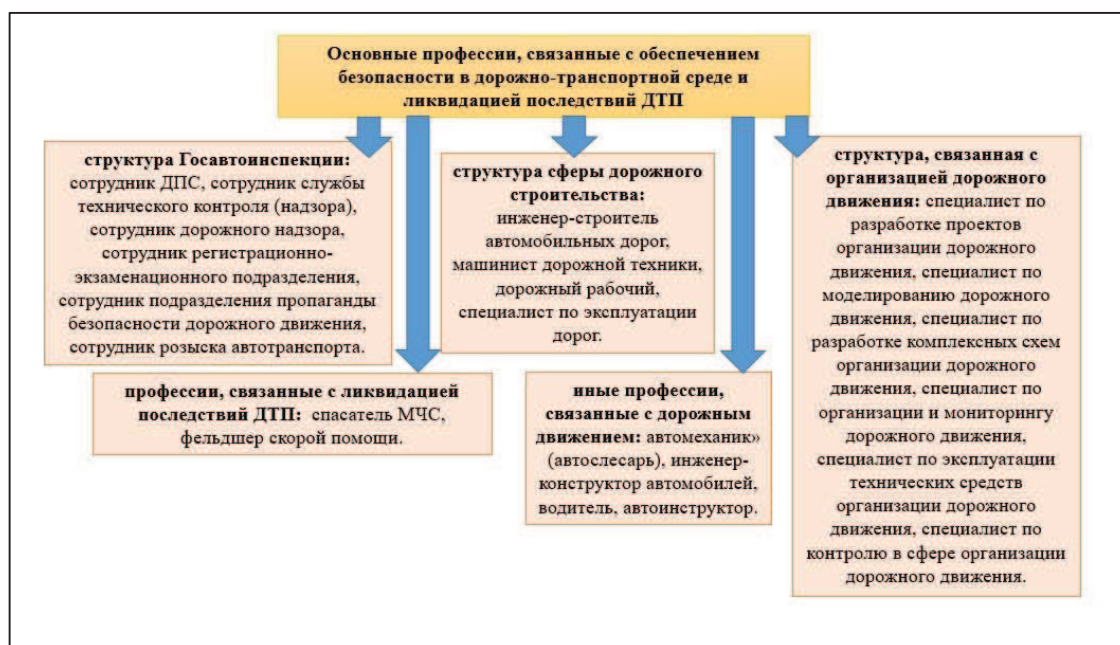 Основные профессии, связанные с обеспечением
безопасности в дорожно-транспортной среде и
ликвидацией последствий ДТП
структура Госавтоинспекции:
сотрудник ДПС, сотрудник службы
технического контроля (надзора),
сотрудник дорожного надзора,
сотрудник регистрационно-
экзаменационного подразделения,
сотрудник подразделения пропаганды
безопасности дорожного движения,
сотрудник розыска автотранспорта.
профессии, связанные с ликвидацией
последствий ДТП: спасатель МЧС,
фельдшер скорой помощи.
структура сферы дорожного
строительства:
инженер-строитель
автомобильных дорог,
машинист дорожной техники,
дорожный рабочий,
специалист по эксплуатации
дорог.
иные профессии,
связанные с дорожным
движением: автомеханик»
(автослесарь), инженер-
конструктор автомобилей,
водитель, автоинструктор.
структура, связанная с
организацией дорожного
движения: специалист по
разработке проектов
организации дорожного
движения, специалист по
моделированию дорожного
движения, специалист по
разработке комплексных схем
организации дорожного
движения, специалист по
организации и мониторингу
дорожного движения,
специалист по эксплуатации
технических средств
организации дорожного
движения, специалист по
контролю в сфере организации
дорожного движения.